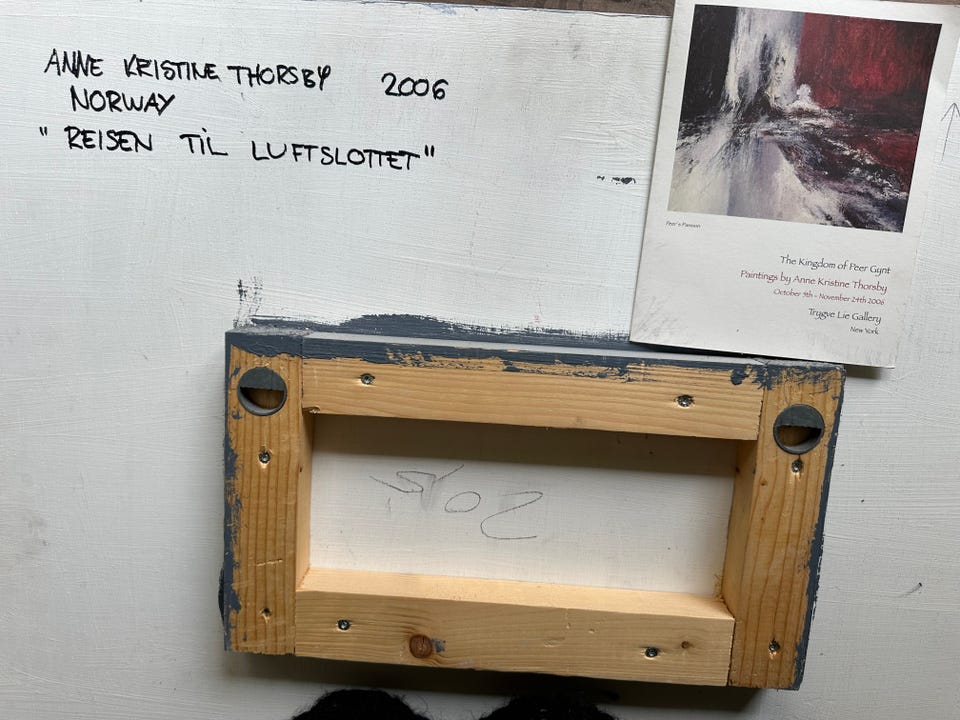 ANNE KRISTINE THORSBY 2006
NORWAY
"REISEN TIL LUFTSLOTTET"
Peer's Passion
The Kingdom of Peer Gynt
Paintings by Anne Kristine Thorsby
October 9th - November 24th 2006
Trygve Lie Gallery
New York